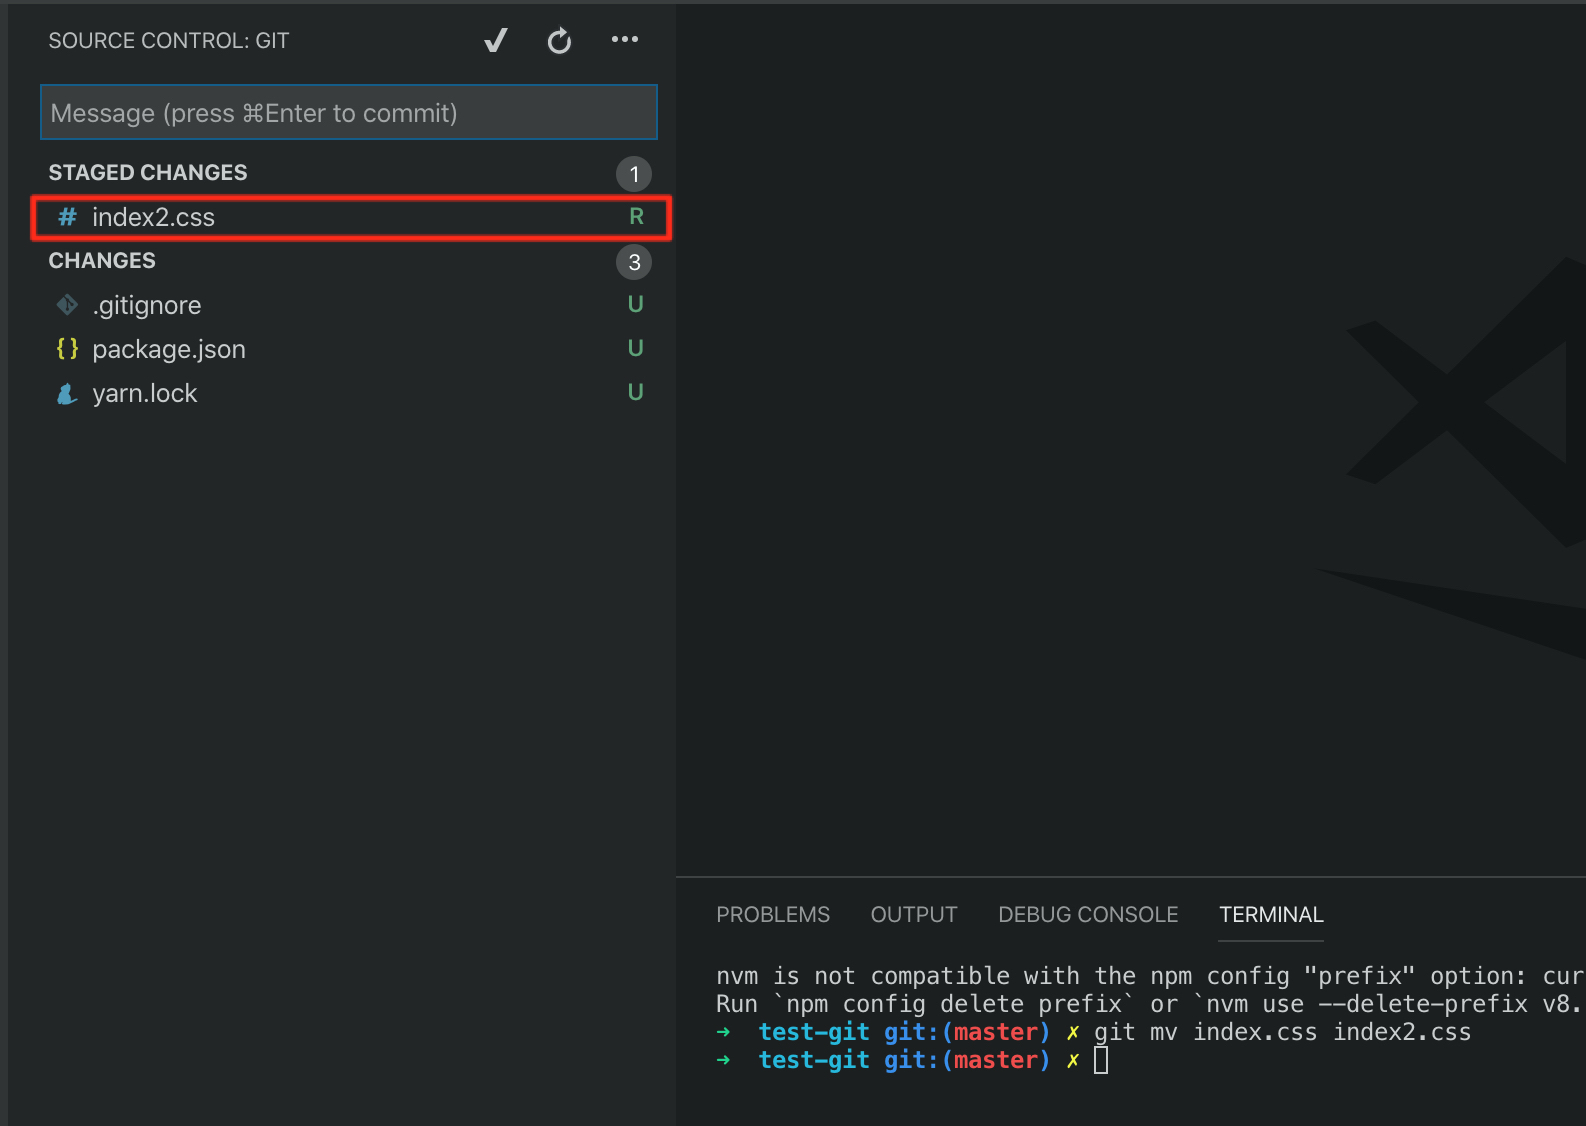 SOURCE CONTROL: GIT
Message (press ⌘Enter to commit)
STAGED CHANGES 1
# index2.css R
CHANGES 3
.gitignore U
{ } package.json U
yarn.lock U
PROBLEMS OUTPUT DEBUG CONSOLE TERMINAL
nvm is not compatible with the npm config "prefix" option: cur
Run `npm config delete prefix` or `nvm use --delete-prefix v8.
➜ test-git git:(master) ✗ git mv index.css index2.css
➜ test-git git:(master) ✗